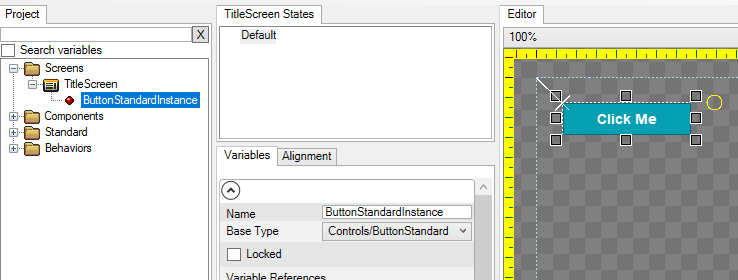 Project
X
Search variables
Screens
TitleScreen
ButtonStandardInstance
Components
Standard
Behaviors
TitleScreen States
Default
Variables
Alignment
Name
ButtonStandardInstance
Base Type
Controls/ButtonStandard
Locked
Variable References
Editor
100%
Click Me